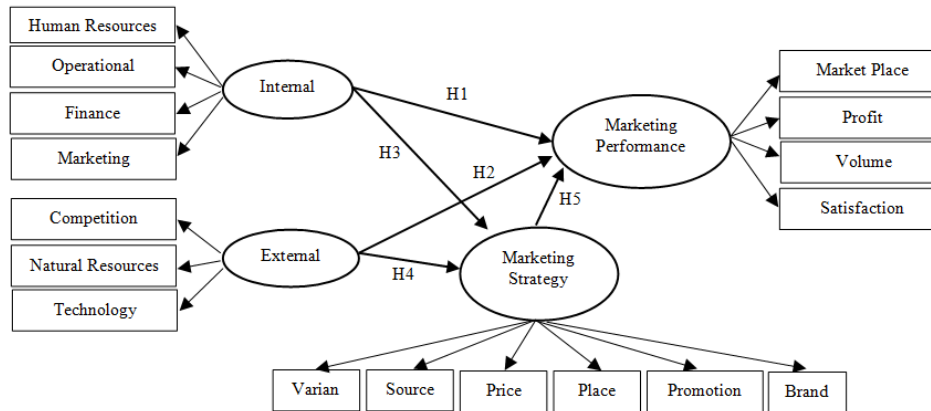 Human Resources
Operational
Finance
Marketing
Internal
H1
H3
Marketing
Performance
Market Place
Profit
Volume
Satisfaction
Competition
Natural Resources
Technology
External
H2
H4
H5
Marketing
Strategy
Varian
Source
Price
Place
Promotion
Brand